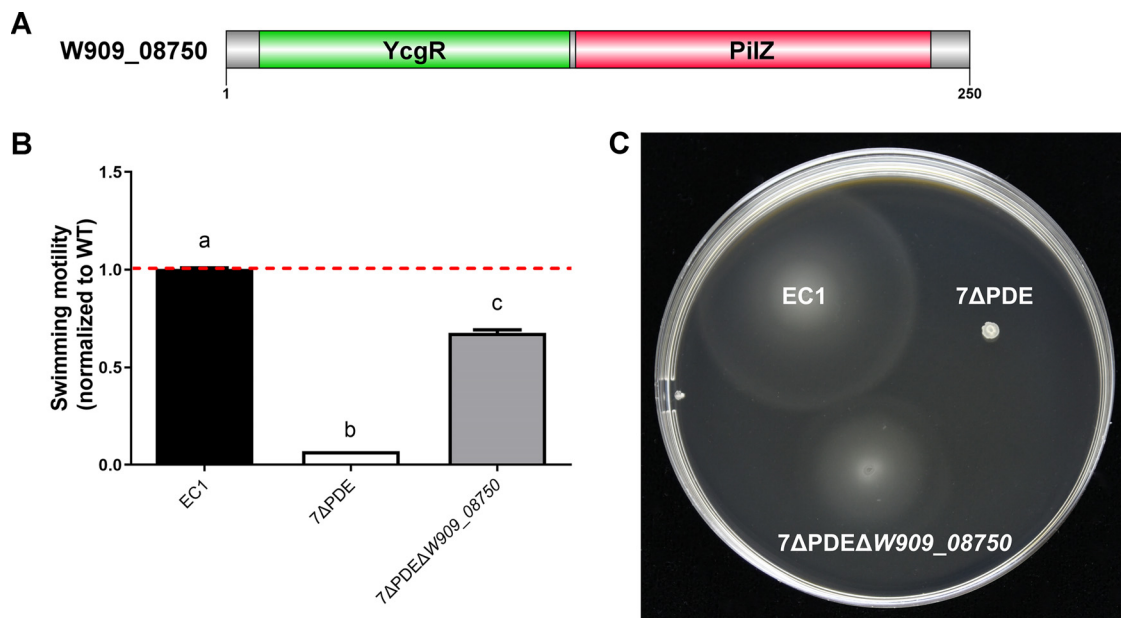 A
W909_08750
YcgR
PilZ
1
250
B
Swimming motility
(normalized to WT)
1.5
1.0
0.5
0.0
a
b
c
EC1
7ΔPDE
7ΔPDEΔW909_08750
C
EC1
7ΔPDE
7ΔPDEΔW909_08750